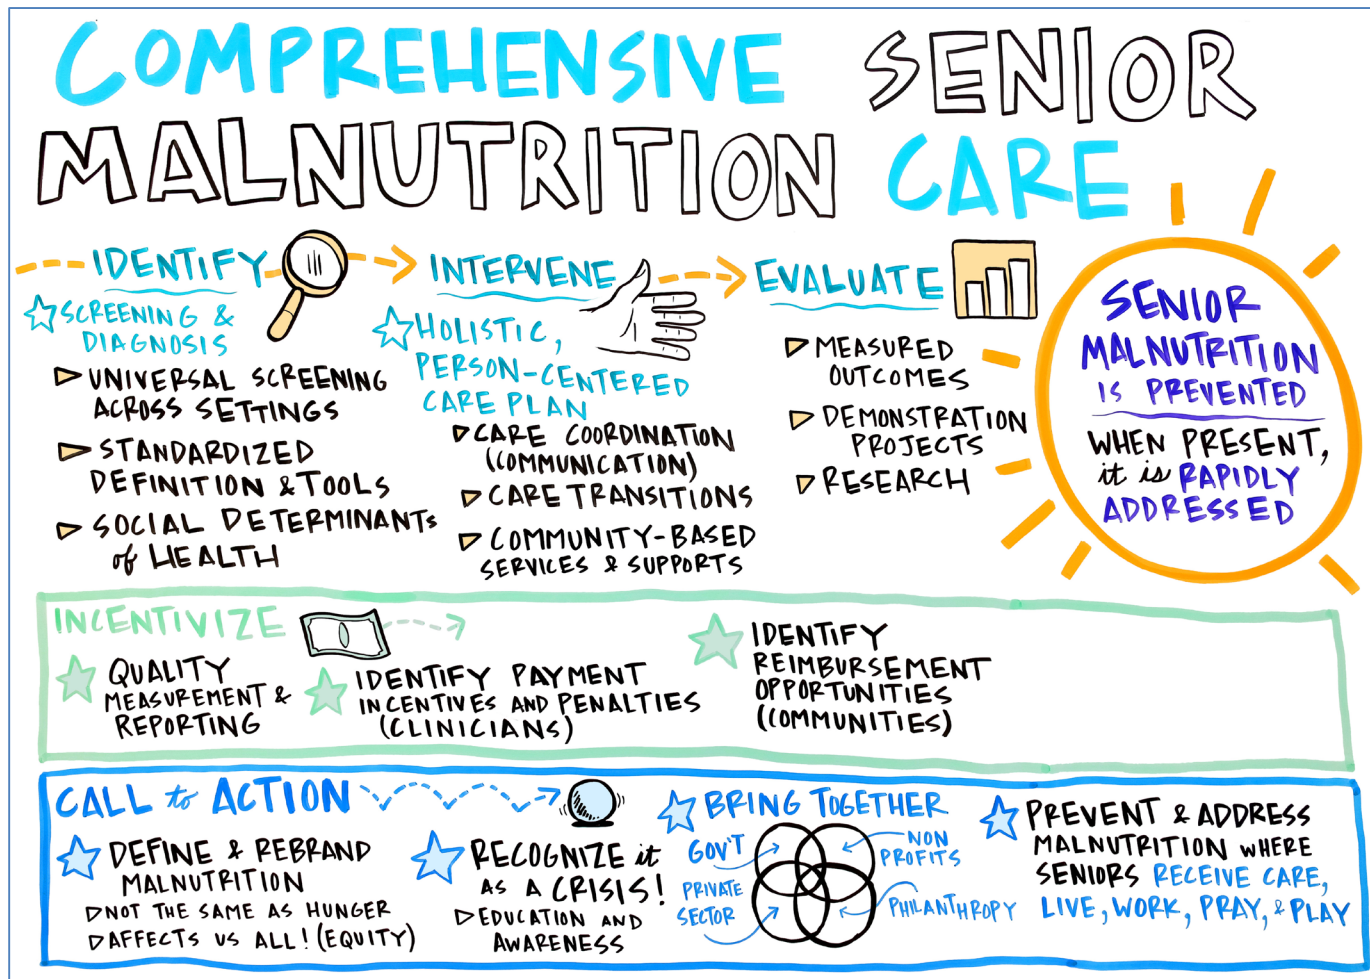 COMPREHENSIVE SENIOR
MALNUTRITION CARE
IDENTIFY
SCREENING &
DIAGNOSIS
UNIVERSAL SCREENING
ACROSS SETTINGS
STANDARDIZED
DEFINITION & TOOLS
SOCIAL DETERMINANTS
of HEALTH
INTERVENE
HOLISTIC,
PERSON-CENTERED
CARE PLAN
CARE COORDINATION
(COMMUNICATION)
CARE TRANSITIONS
COMMUNITY-BASED
SERVICES & SUPPORTS
EVALUATE
MEASURED
OUTCOMES
DEMONSTRATION
PROJECTS
RESEARCH
SENIOR
MALNUTRITION
IS PREVENTED
WHEN PRESENT,
it is RAPIDLY
ADDRESSED
INCENTIVIZE
QUALITY
MEASUREMENT &
REPORTING
IDENTIFY PAYMENT
INCENTIVES AND PENALTIES
(CLINICIANS)
IDENTIFY
REIMBURSEMENT
OPPORTUNITIES
(COMMUNITIES)
CALL to ACTION
DEFINE & REBRAND
MALNUTRITION
NOT THE SAME AS HUNGER
AFFECTS US ALL! (EQUITY)
RECOGNIZE it
AS A CRISIS!
EDUCATION AND
AWARENESS
BRING TOGETHER
GOV'T
NON
PROFITS
PRIVATE
SECTOR
PHILANTHROPY
PREVENT & ADDRESS
MALNUTRITION WHERE
SENIORS RECEIVE CARE,
LIVE, WORK, PRAY, & PLAY